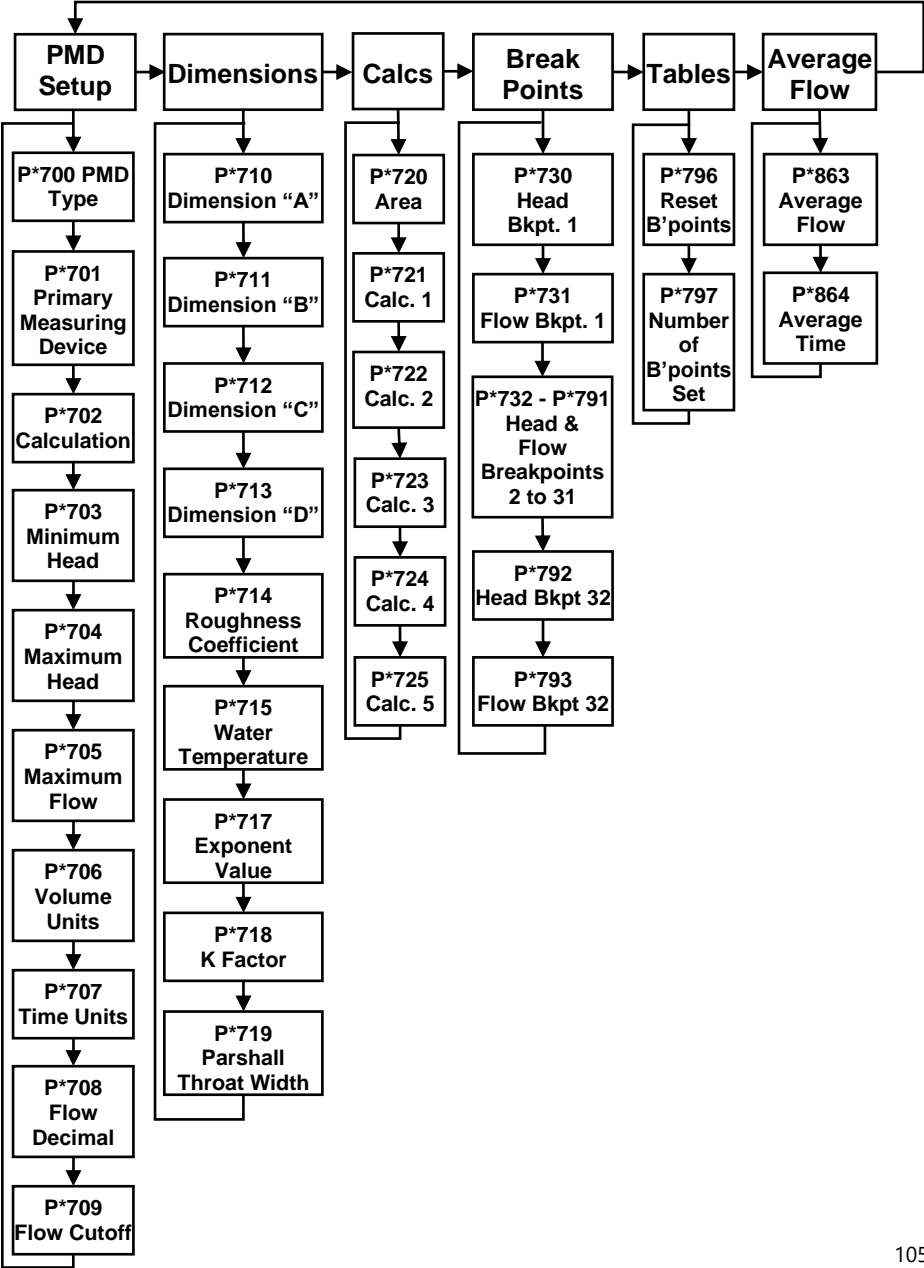 PMD
Setup
Dimensions
Calcs
Break
Points
Tables
Average
Flow
P*700 PMD
Type
P*701
Primary
Measuring
Device
P*702
Calculation
P*703
Minimum
Head
P*704
Maximum
Head
P*705
Maximum
Flow
P*706
Volume
Units
P*707
Time Units
P*708
Flow
Decimal
P*709
Flow Cutoff
P*710
Dimension “A”
P*711
Dimension “B”
P*712
Dimension “C”
P*713
Dimension “D”
P*714
Roughness
Coefficient
P*715
Water
Temperature
P*717
Exponent
Value
P*718
K Factor
P*719
Parshall
Throat Width
P*720
Area
P*721
Calc. 1
P*722
Calc. 2
P*723
Calc. 3
P*724
Calc. 4
P*725
Calc. 5
P*730
Head
Bkpt. 1
P*731
Flow Bkpt. 1
P*732 - P*791
Head &
Flow
Breakpoints
2 to 31
P*792
Head Bkpt 32
P*793
Flow Bkpt 32
P*796
Reset
B’points
P*797
Number
of
B’points
Set
P*863
Average
Flow
P*864
Average
Time
105